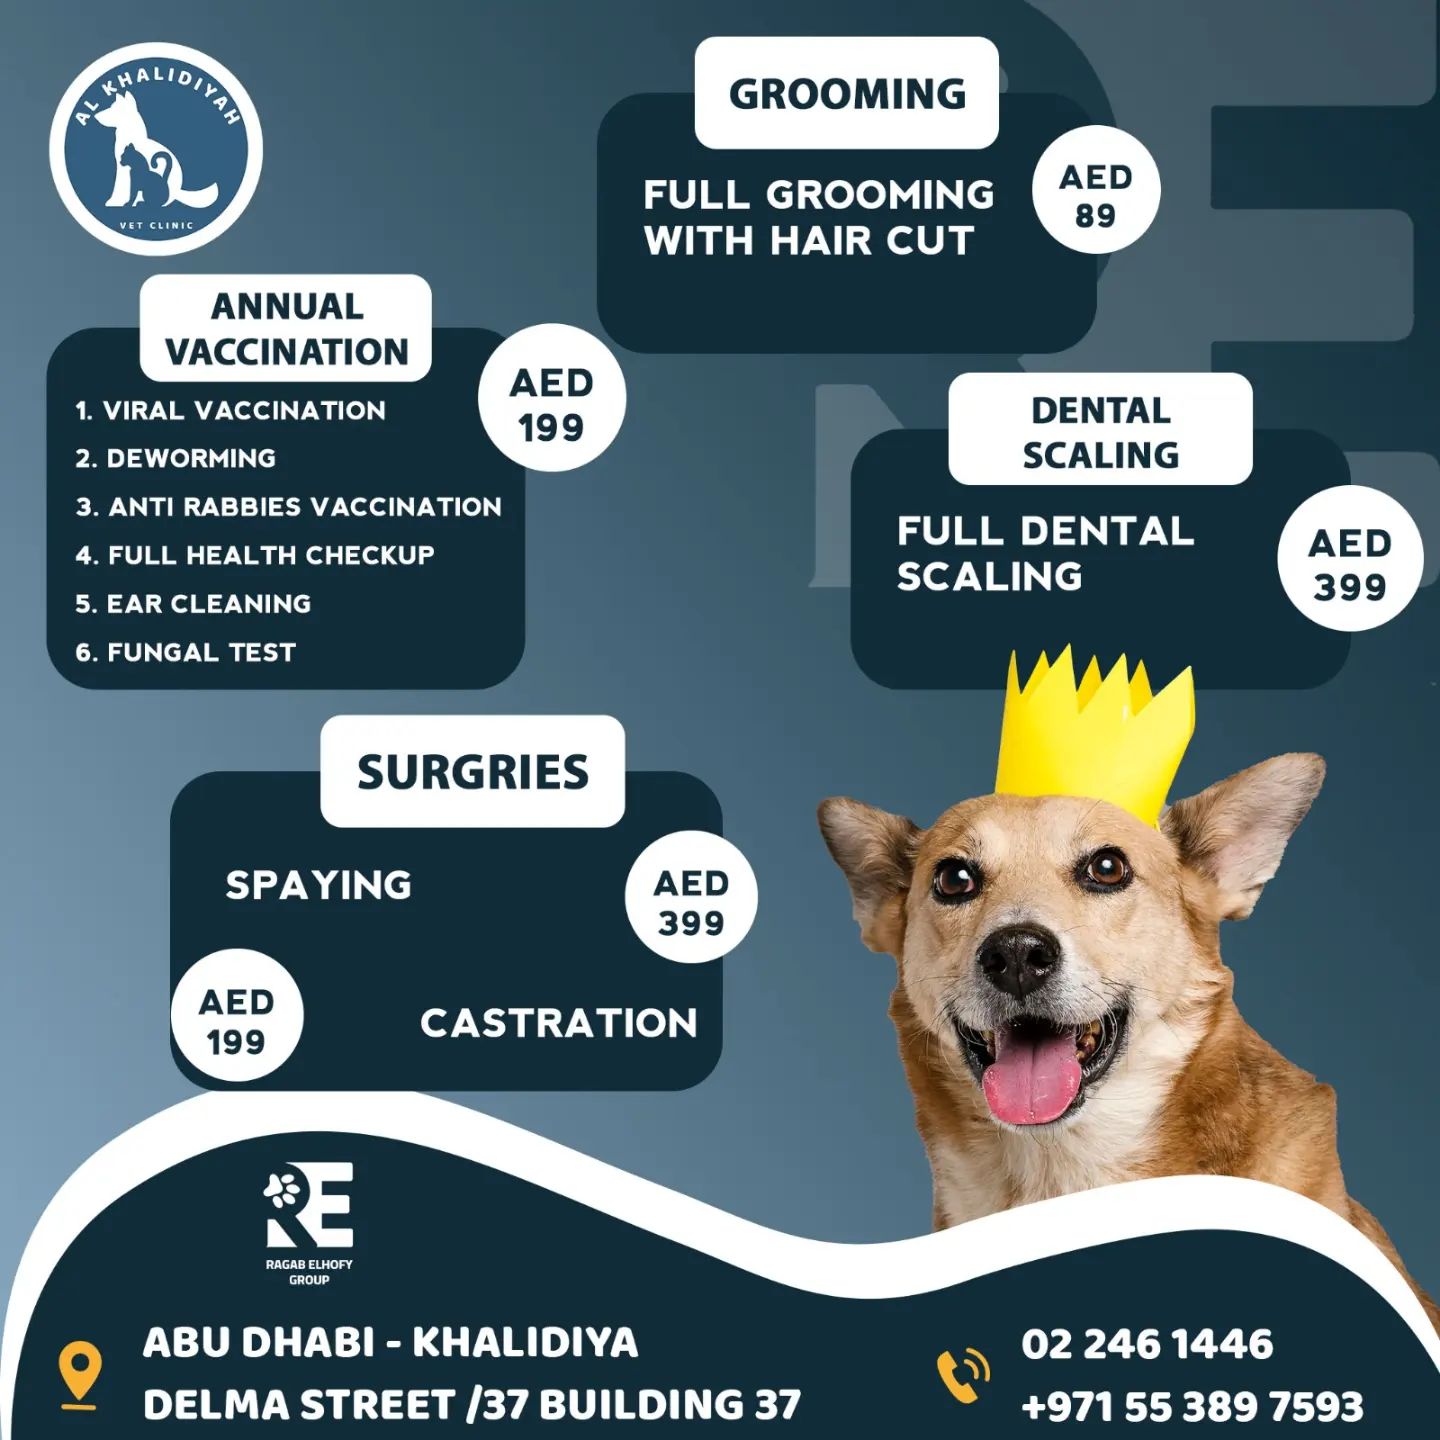 AL KHALIDIYAH
VET CLINIC
GROOMING
FULL GROOMING
WITH HAIR CUT
AED
89
ANNUAL
VACCINATION
AED
199
1. VIRAL VACCINATION
2. DEWORMING
3. ANTI RABBIES VACCINATION
4. FULL HEALTH CHECKUP
5. EAR CLEANING
6. FUNGAL TEST
DENTAL
SCALING
FULL DENTAL
SCALING
AED
399
SURGRIES
SPAYING
AED
399
AED
199
CASTRATION
RE
RAGAB ELHOFY
GROUP
ABU DHABI - KHALIDIYA
DELMA STREET /37 BUILDING 37
02 246 1446
+971 55 389 7593